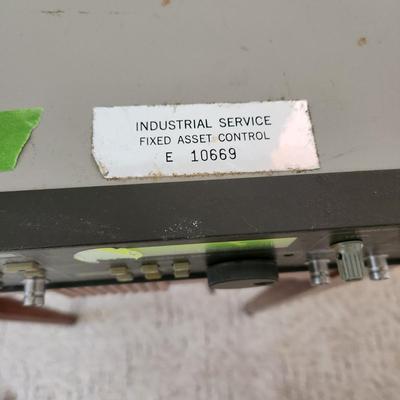 INDUSTRIAL SERVICE
FIXED ASSET CONTROL
E 10669